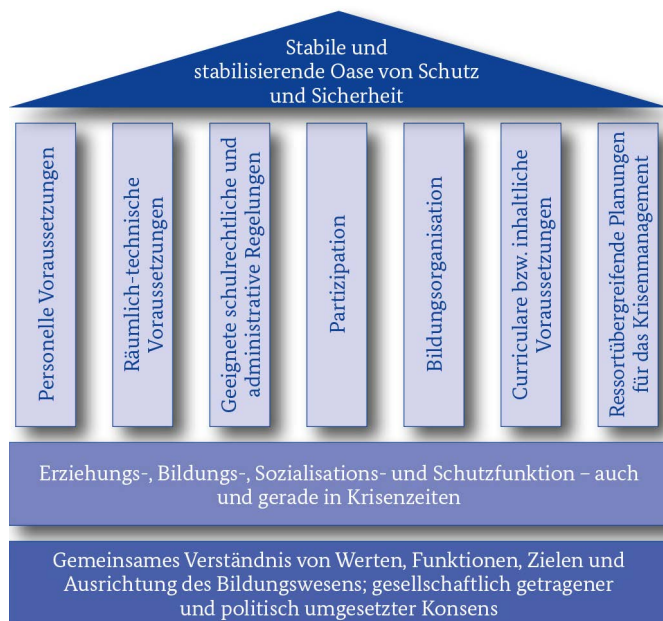 Stabile und
stabilisierende Oase von Schutz
und Sicherheit
Personelle Voraussetzungen
Räumlich-technische
Voraussetzungen
Geeignete schulrechtliche und
administrative Regelungen
Partizipation
Bildungsorganisation
Curriculare bzw. inhaltliche
Voraussetzungen
Ressortübergreifende Planungen
für das Krisenmanagement
Erziehungs-, Bildungs-, Sozialisations- und Schutzfunktion – auch
und gerade in Krisenzeiten
Gemeinsames Verständnis von Werten, Funktionen, Zielen und
Ausrichtung des Bildungswesens; gesellschaftlich getragener
und politisch umgesetzter Konsens